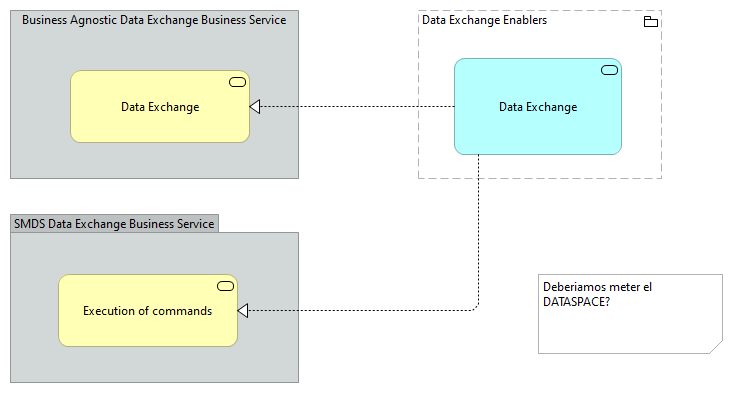 Business Agnostic Data Exchange Business Service
Data Exchange Enablers
Data Exchange
Data Exchange
SMDS Data Exchange Business Service
Execution of commands
Deberiamos meter el
DATASPACE?